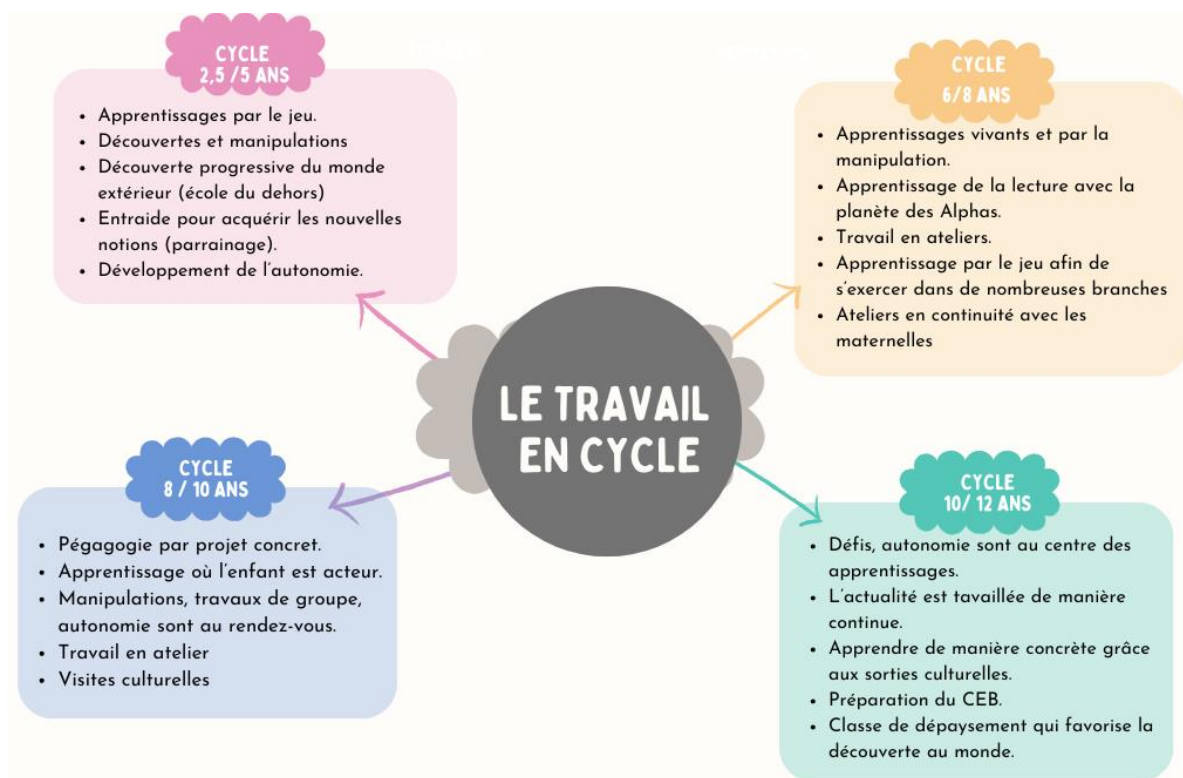 CYCLE
2,5 /5 ANS
• Apprentissages par le jeu.
• Découvertes et manipulations
• Découverte progressive du monde
extérieur (école du dehors)
• Entraide pour acquérir les nouvelles
notions (parrainage).
• Développement de l'autonomie.
CYCLE
6/8 ANS
• Apprentissages vivants et par la
manipulation.
• Apprentissage de la lecture avec la
planète des Alphas.
• Travail en ateliers.
• Apprentissage par le jeu afin de
s'exercer dans de nombreuses branches
• Ateliers en continuité avec les
maternelles
LE TRAVAIL
EN CYCLE
CYCLE
8 / 10 ANS
• Pégagogie par projet concret.
• Apprentissage où l'enfant est acteur.
• Manipulations, travaux de groupe,
autonomie sont au rendez-vous.
• Travail en atelier
• Visites culturelles
CYCLE
10/ 12 ANS
• Défis, autonomie sont au centre des
apprentissages.
• L'actualité est tavaillée de manière
continue.
• Apprendre de manière concrète grâce
aux sorties culturelles.
• Préparation du CEB.
• Classe de dépaysement qui favorise la
découverte au monde.